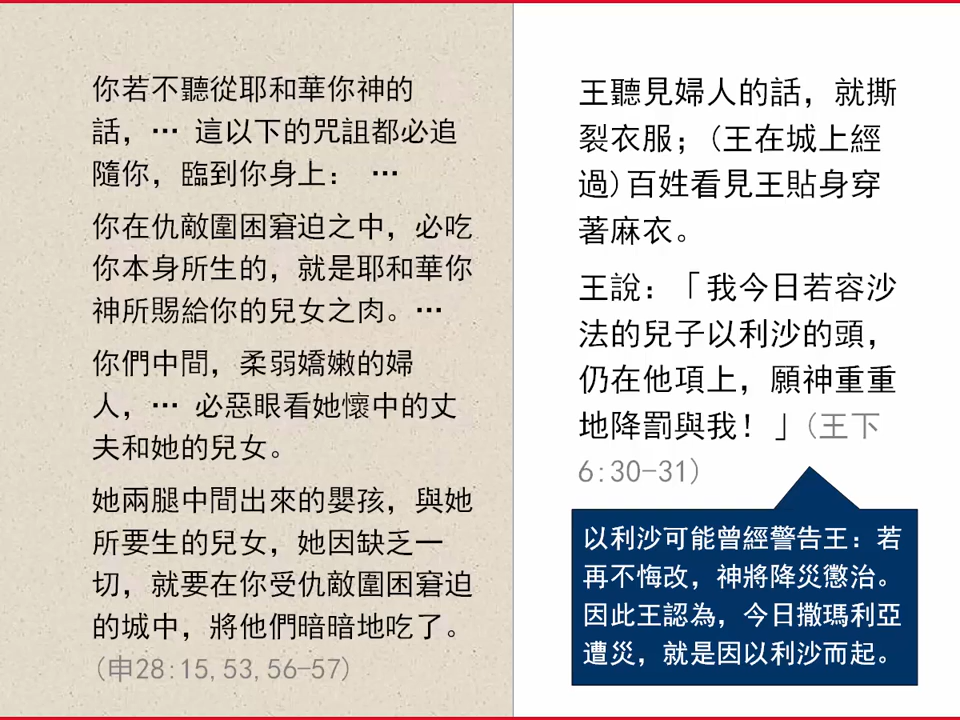 你若不聽從耶和華你神的
話，… 這以下的咒詛都必追
隨你，臨到你身上： …
你在仇敵圍困窘迫之中，必吃
你本身所生的，就是耶和華你
神所賜給你的兒女之肉。…
你們中間，柔弱嬌嫩的婦
人，… 必惡眼看她懷中的丈
夫和她的兒女。
她兩腿中間出來的嬰孩，與她
所要生的兒女，她因缺乏一
切，就要在你受仇敵圍困窘迫
的城中，將他們暗暗地吃了。
(申28:15,53,56-57)
王聽見婦人的話，就撕
裂衣服；(王在城上經
過)百姓看見王貼身穿
著麻衣。
王說：「我今日若容沙
法的兒子以利沙的頭，
仍在他項上，願神重重
地降罰與我！」(王下
6:30-31)
以利沙可能曾經警告王：若
再不悔改，神將降災懲治。
因此王認為，今日撒瑪利亞
遭災，就是因以利沙而起。